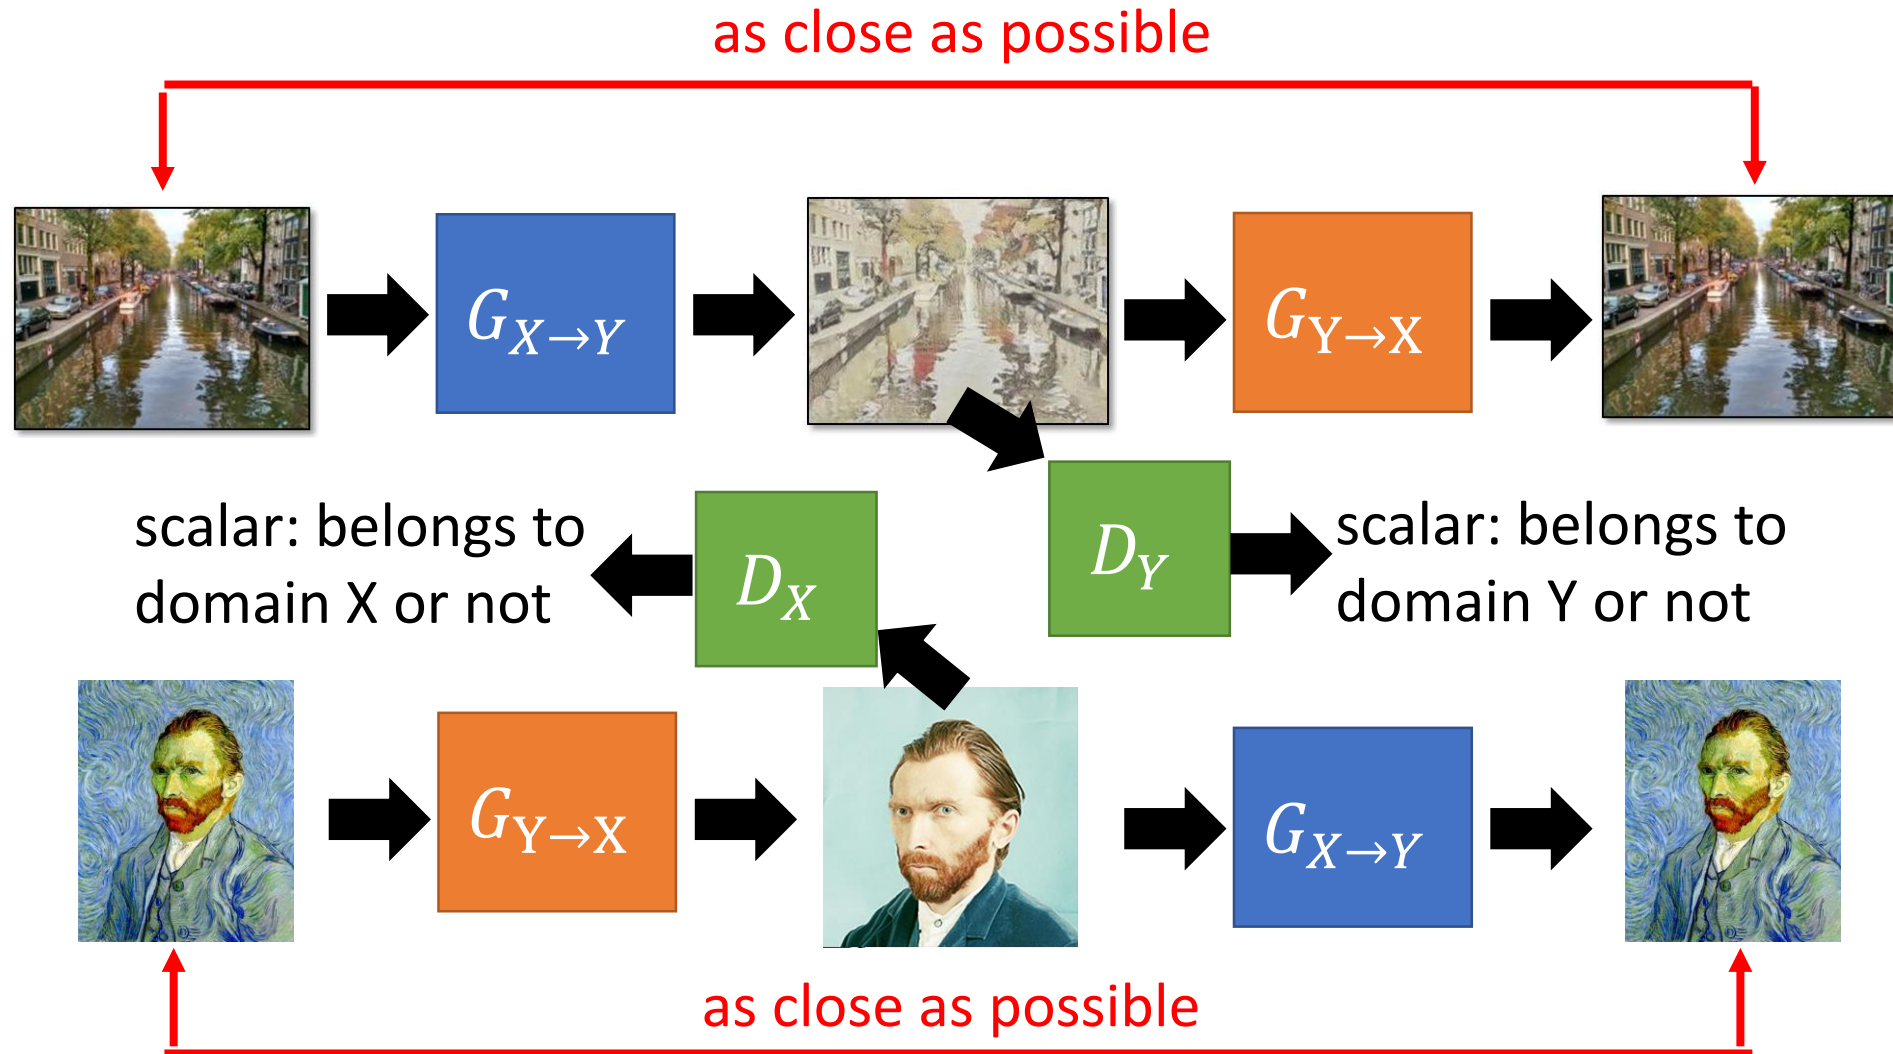 as close as possible
G_{X→Y}
G_{Y→X}
scalar: belongs to
domain X or not
D_X
D_Y
scalar: belongs to
domain Y or not
G_{Y→X}
G_{X→Y}
as close as possible